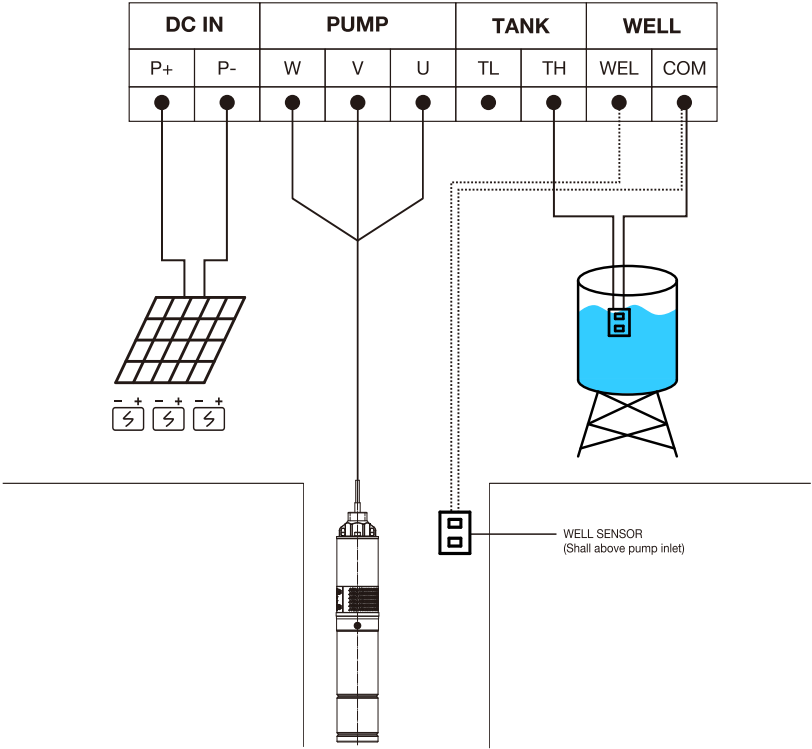 DC IN PUMP TANK WELL
P+ P- W V U TL TH WEL COM
- + - + - +
WELL SENSOR
(Shall above pump inlet)